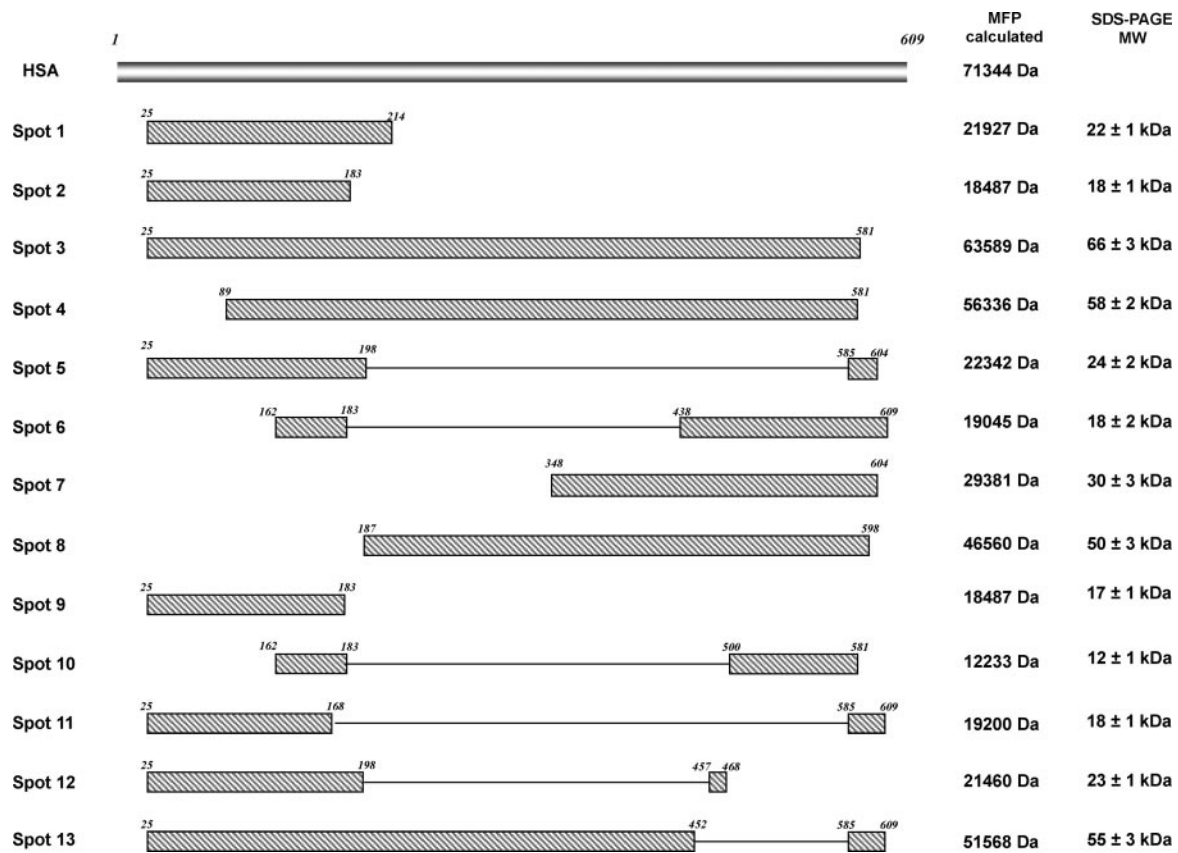 MFP calculated
SDS-PAGE MW
1
609
HSA
71344 Da
25
214
Spot 1
21927 Da
22 ± 1 kDa
25
183
Spot 2
18487 Da
18 ± 1 kDa
25
581
Spot 3
63589 Da
66 ± 3 kDa
89
581
Spot 4
56336 Da
58 ± 2 kDa
25
198
585
604
Spot 5
22342 Da
24 ± 2 kDa
162
183
438
609
Spot 6
19045 Da
18 ± 2 kDa
348
604
Spot 7
29381 Da
30 ± 3 kDa
187
598
Spot 8
46560 Da
50 ± 3 kDa
25
183
Spot 9
18487 Da
17 ± 1 kDa
162
183
500
581
Spot 10
12233 Da
12 ± 1 kDa
25
168
585
609
Spot 11
19200 Da
18 ± 1 kDa
25
198
457
468
Spot 12
21460 Da
23 ± 1 kDa
25
452
585
609
Spot 13
51568 Da
55 ± 3 kDa